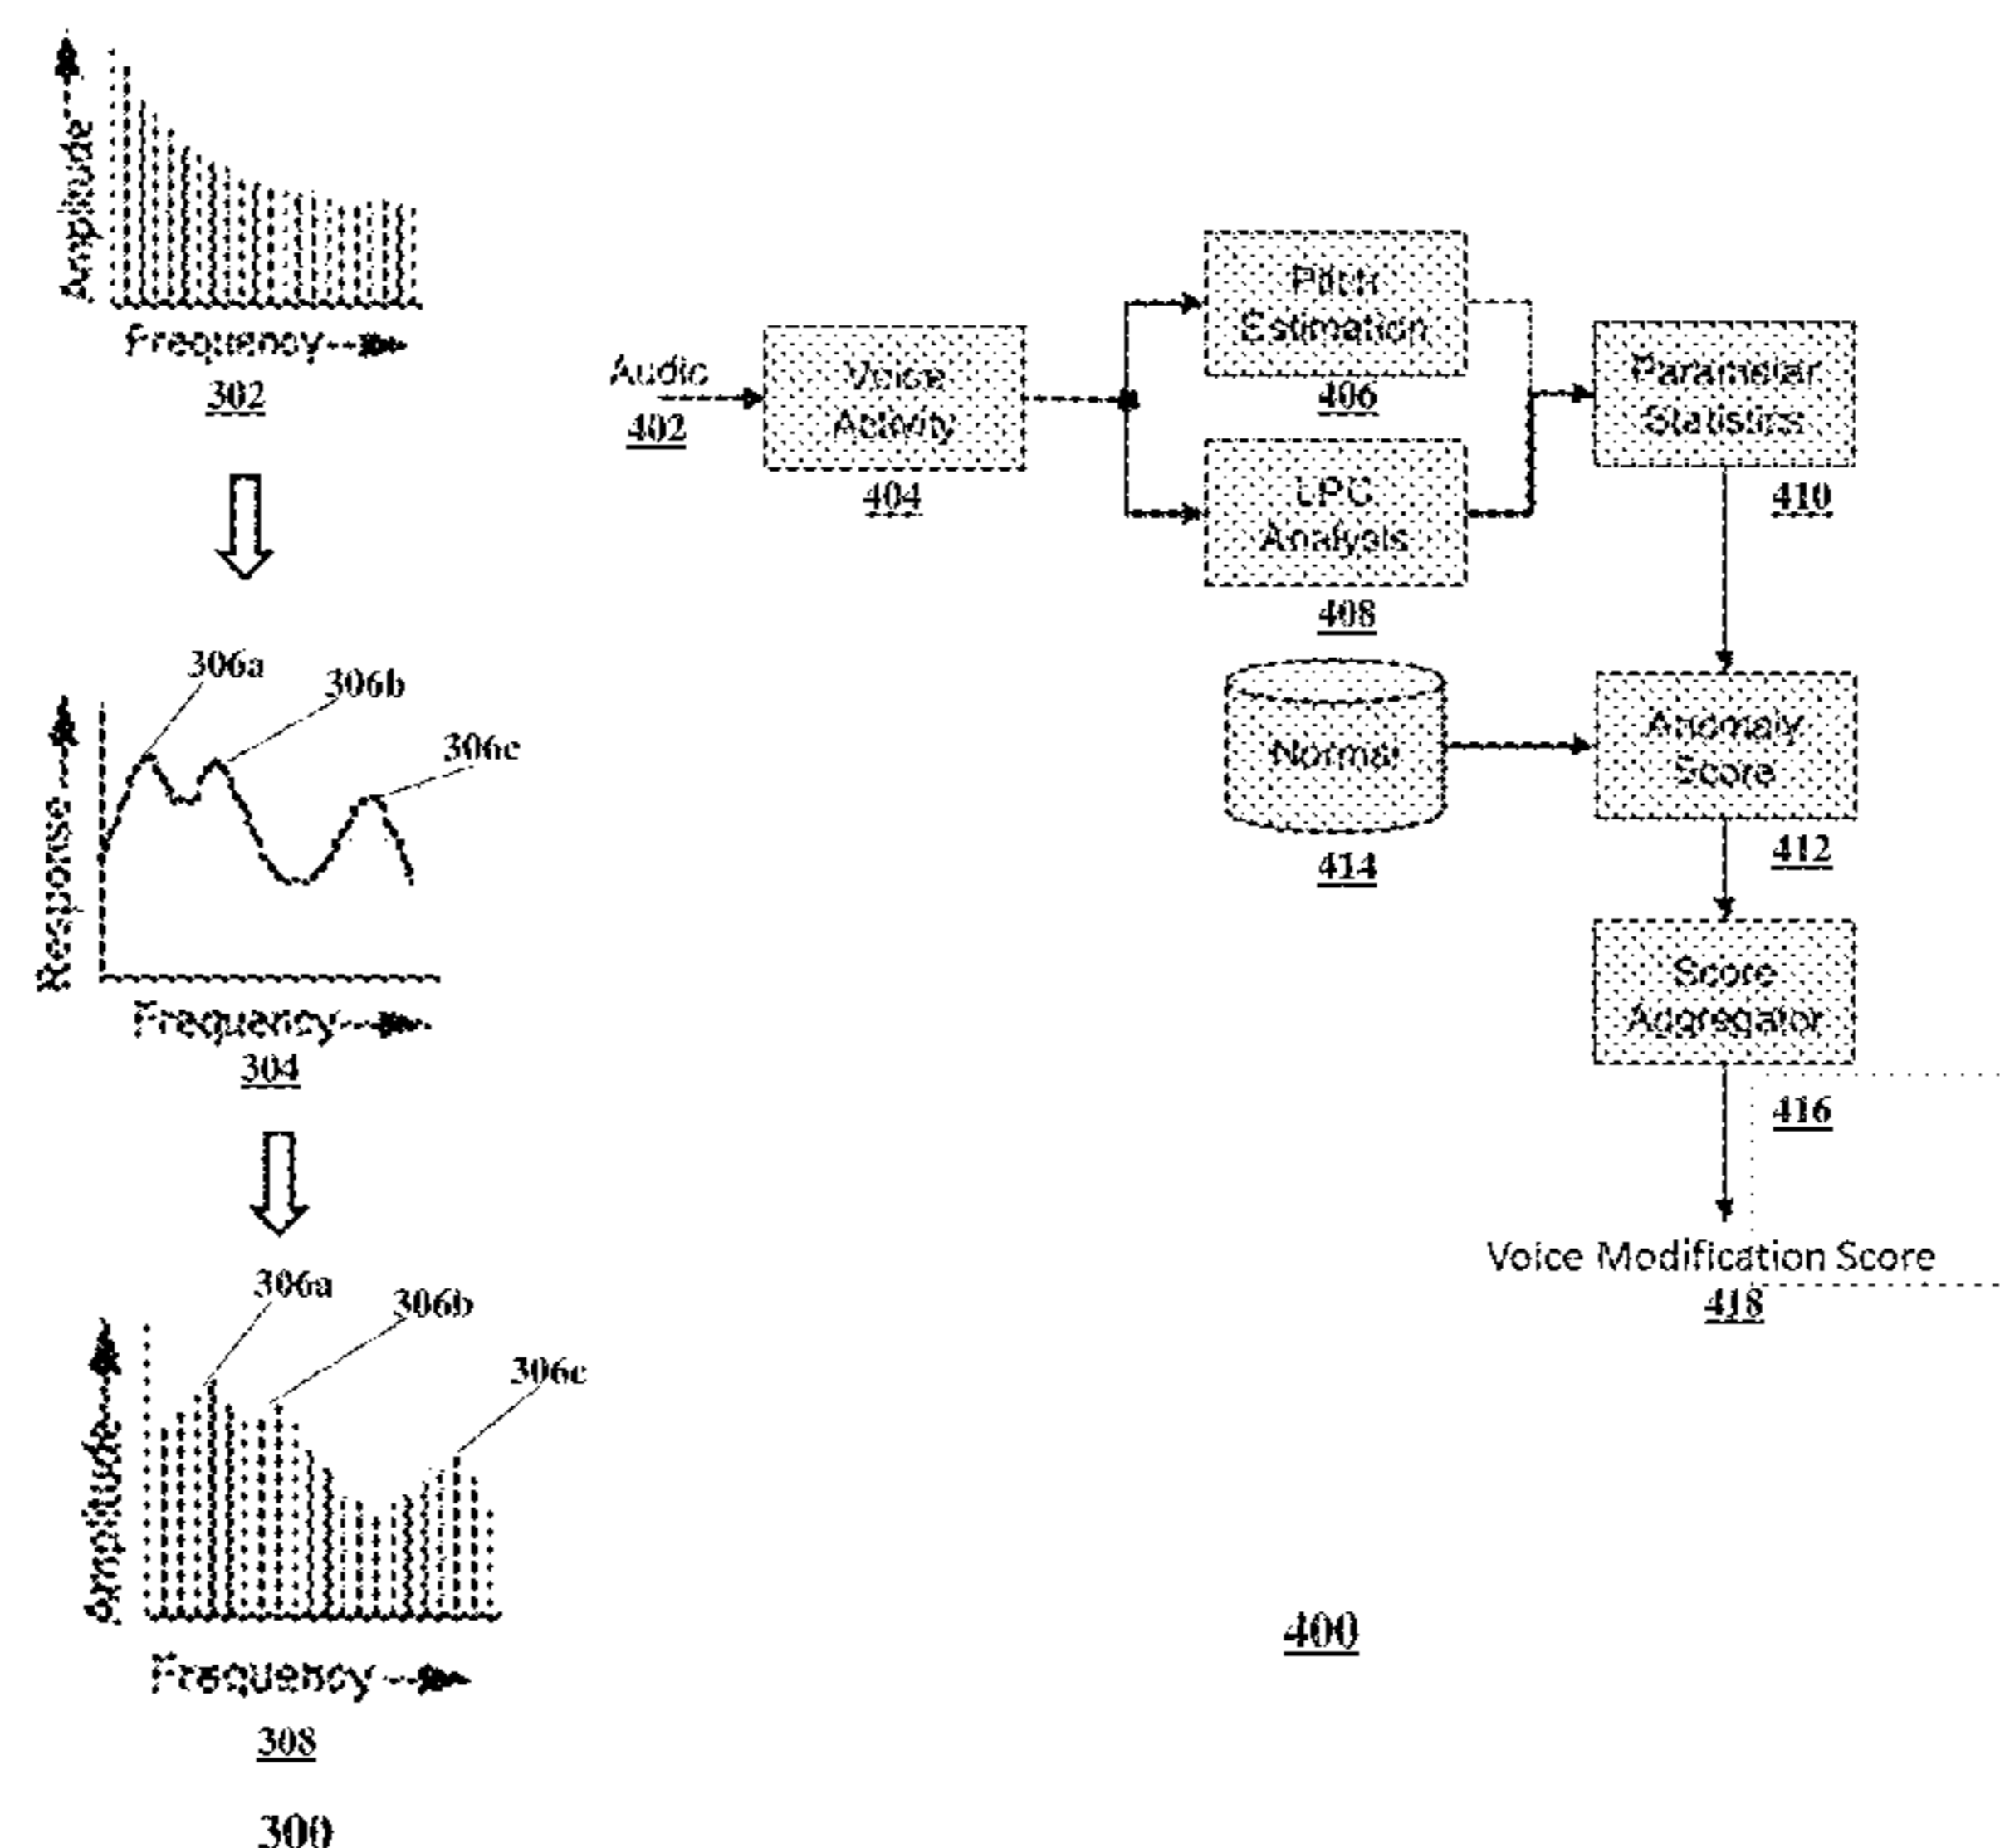 Amplitude
Frequency
302
306a
306b
306c
Response
Frequency
304
306a
306b
306c
Amplitude
Frequency
308
300
Audio
402
Voice
Activity
404
Pitch
Estimation
406
LPC
Analysis
408
Parameter
Statistics
410
Normal
414
Anomaly
Score
412
Score
Aggregator
416
Voice Modification Score
418
400